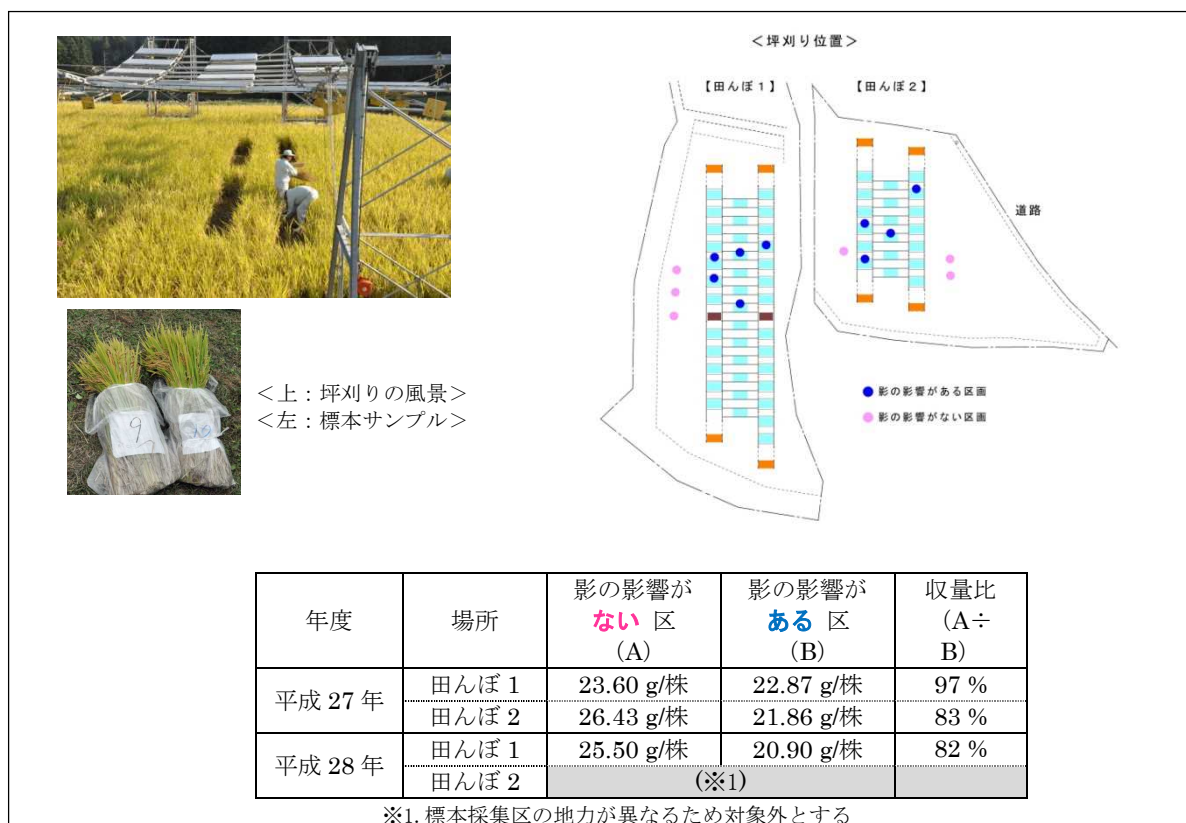 ＜坪刈り位置＞
【田んぼ１】
【田んぼ２】
道路
影の影響がある区画
影の影響がない区画
＜上：坪刈りの風景＞
＜左：標本サンプル＞
9
年度
場所
影の影響が
ない 区
（A）
影の影響が
ある 区
（B）
収量比
（A÷
B）
平成 27 年
田んぼ 1
23.60 g/株
22.87 g/株
97 %
田んぼ 2
26.43 g/株
21.86 g/株
83 %
平成 28 年
田んぼ 1
25.50 g/株
20.90 g/株
82 %
田んぼ 2
(※1)
※1. 標本採集区の地力が異なるため対象外とする